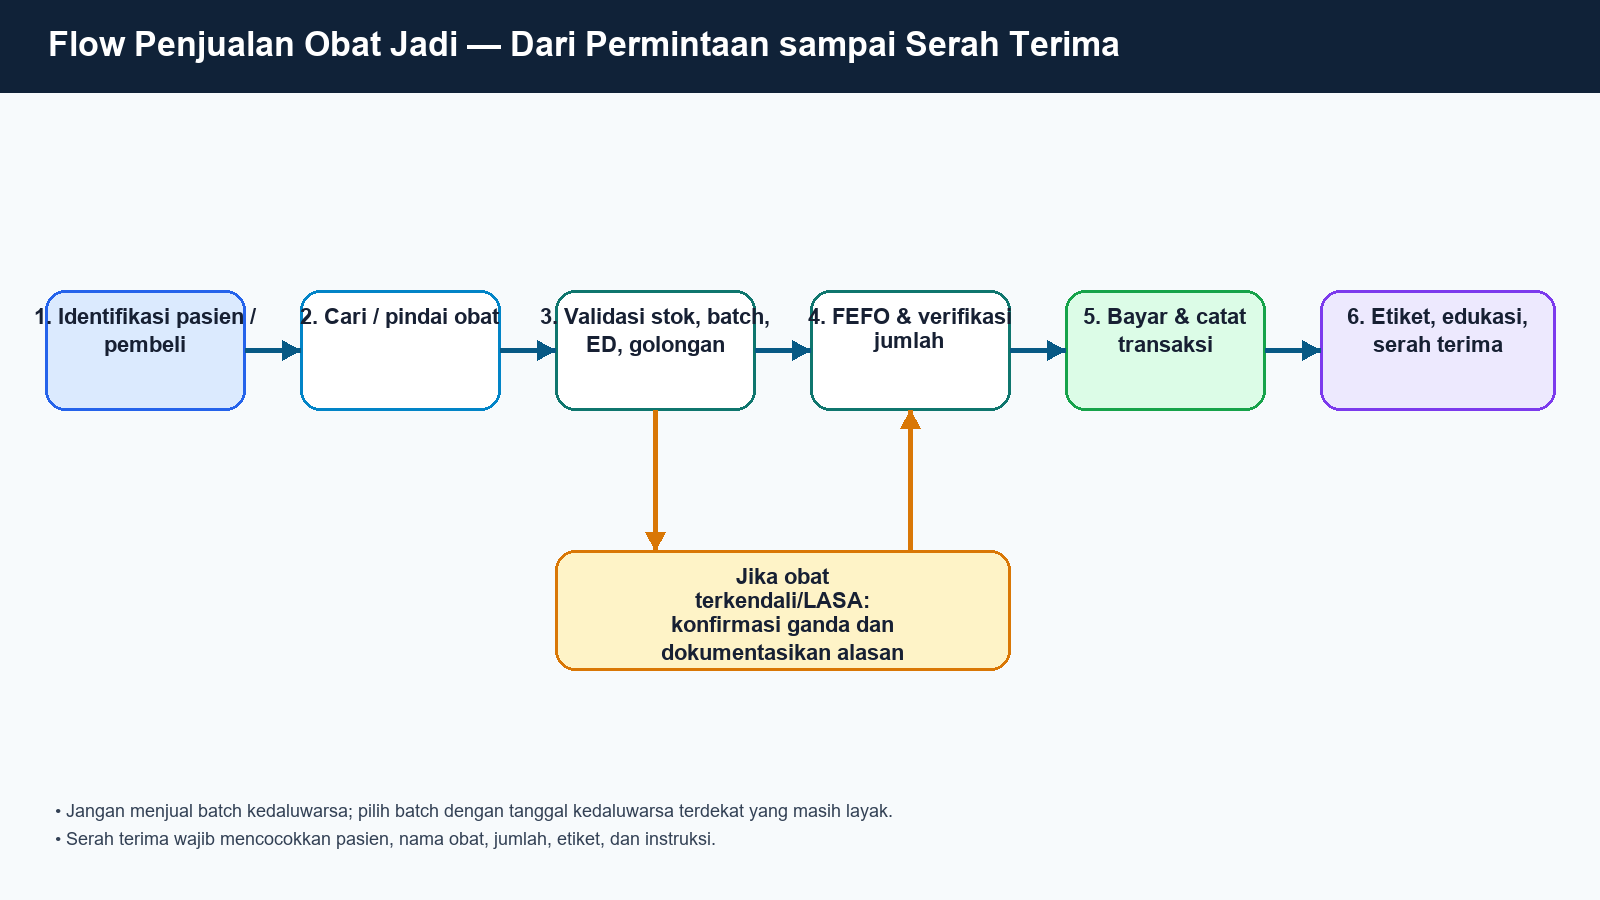 Flow Penjualan Obat Jadi — Dari Permintaan sampai Serah Terima
1. Identifikasi pasien /
pembeli
2. Cari / pindai obat
3. Validasi stok, batch,
ED, golongan
4. FEFO & verifikasi
jumlah
5. Bayar & catat
transaksi
6. Etiket, edukasi,
serah terima
Jika obat
terkendali/LASA:
konfirmasi ganda dan
dokumentasikan alasan
• Jangan menjual batch kedaluwarsa; pilih batch dengan tanggal kedaluwarsa terdekat yang masih layak.
• Serah terima wajib mencocokkan pasien, nama obat, jumlah, etiket, dan instruksi.